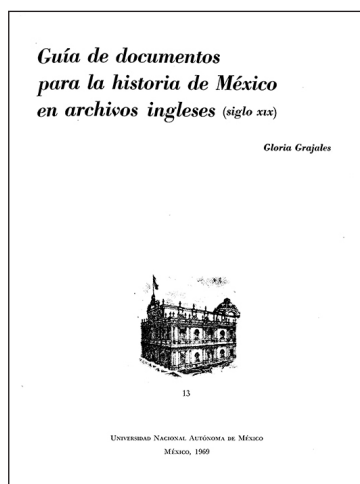 Guía de documentos
para la historia de México
en archivos ingleses (siglo xix)
Gloria Grajales
13
Universidad Nacional Autónoma de México
México, 1969